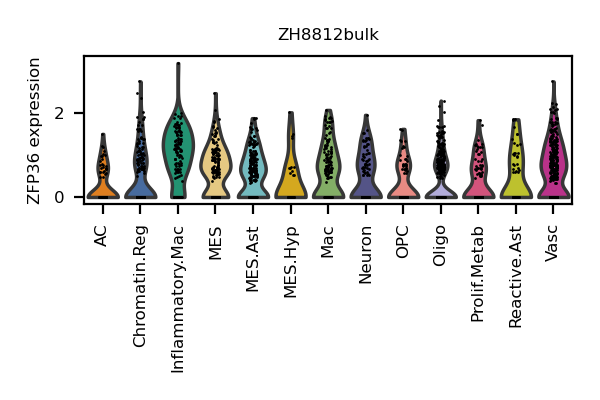 ZH8812bulk
ZFP36 expression
2
0
AC
Chromatin.Reg
Inflammatory.Mac
MES
MES.Ast
MES.Hyp
Mac
Neuron
OPC
Oligo
Prolif.Metab
Reactive.Ast
Vasc